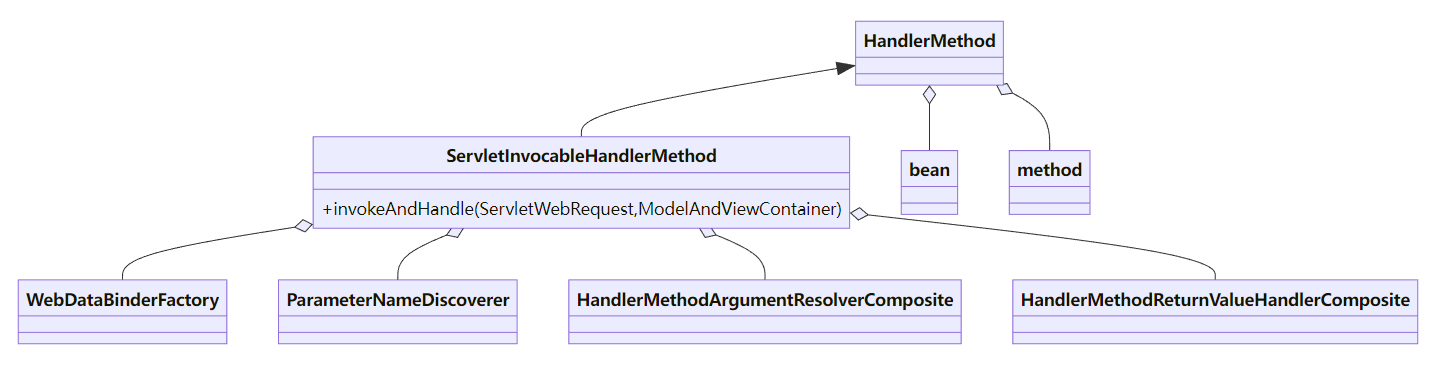 HandlerMethod
ServletInvocableHandlerMethod
+invokeAndHandle(ServletWebRequest,ModelAndViewContainer)
bean
method
WebDataBinderFactory
ParameterNameDiscoverer
HandlerMethodArgumentResolverComposite
HandlerMethodReturnValueHandlerComposite